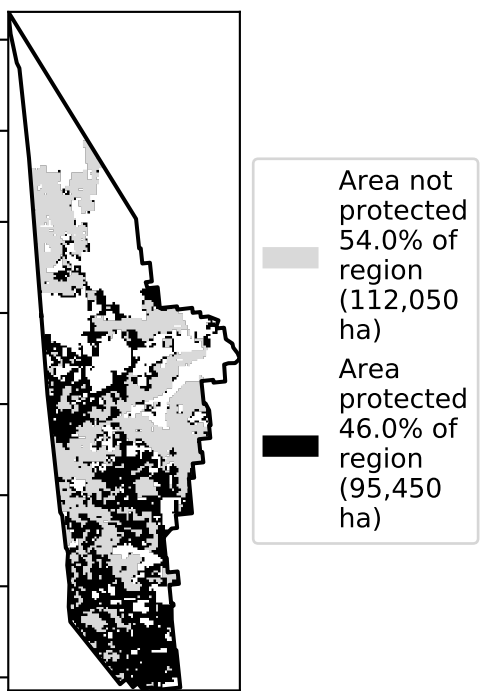 Area not
protected
54.0% of
region
(112,050
ha)
Area
protected
46.0% of
region
(95,450
ha)